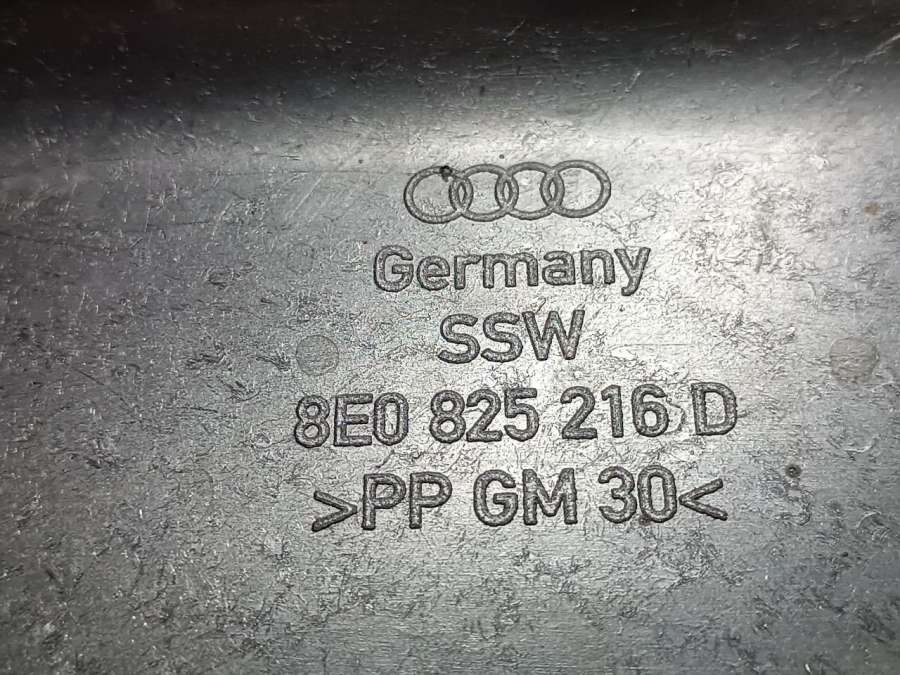 Germany
SSW
8E0 825 216 D
>PP GM 30<